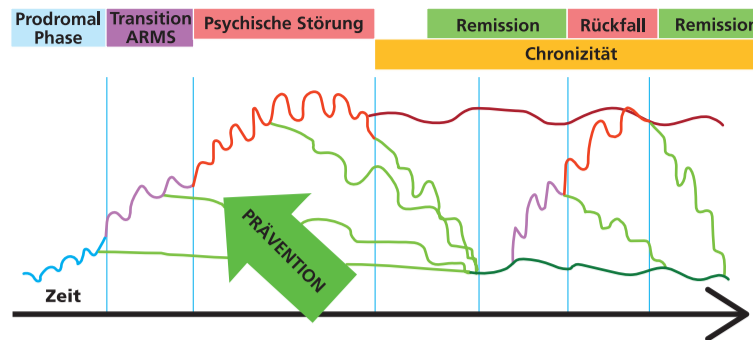 Prodromal
Phase
Transition
ARMS
Psychische Störung
Remission
Rückfall
Remission
Chronizität
PRÄVENTION
Zeit